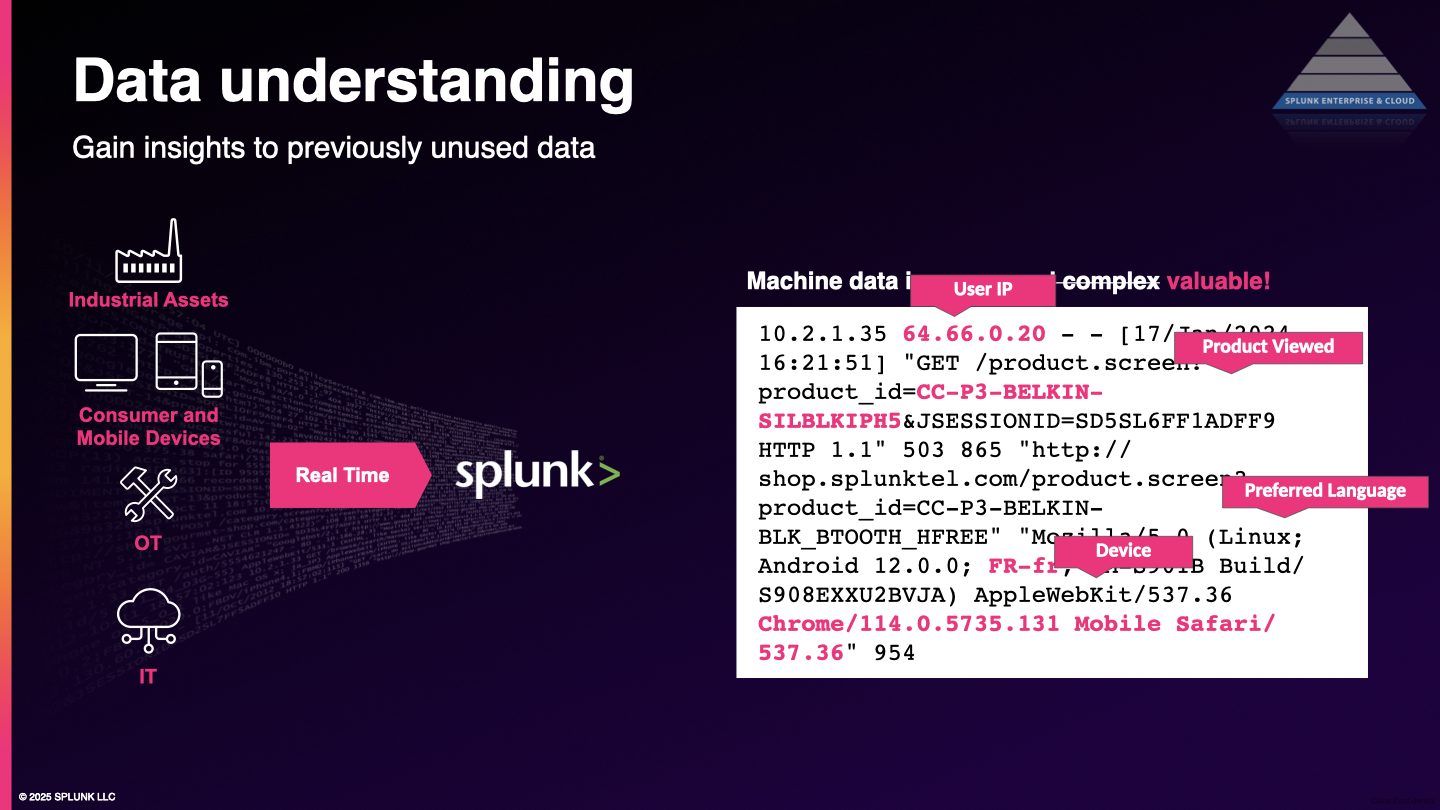 Data understanding
Gain insights to previously unused data
SPLUNK ENTERPRISE & CLOUD
Industrial Assets
Consumer and
Mobile Devices
OT
IT
Real Time
splunk>
Machine data complex valuable!
User IP
10.2.1.35 64.66.0.20 - - [17/Jan/2024
Product Viewed
16:21:51] "GET /product.screen?
product_id=CC-P3-BELKIN-
SILBLKIPH5&JSESSIONID=SD5SL6FF1ADFF9
HTTP 1.1" 503 865 "http://
shop.splunktel.com/product.screen?
Preferred Language
product_id=CC-P3-BELKIN-
BLK_BTOOTH_HFREE" "Mozilla/5.0 (Linux;
Device
Android 12.0.0; FR-fr; Build/
S908EXXU2BVJA) AppleWebKit/537.36
Chrome/114.0.5735.131 Mobile Safari/
537.36" 954
© 2025 SPLUNK LLC